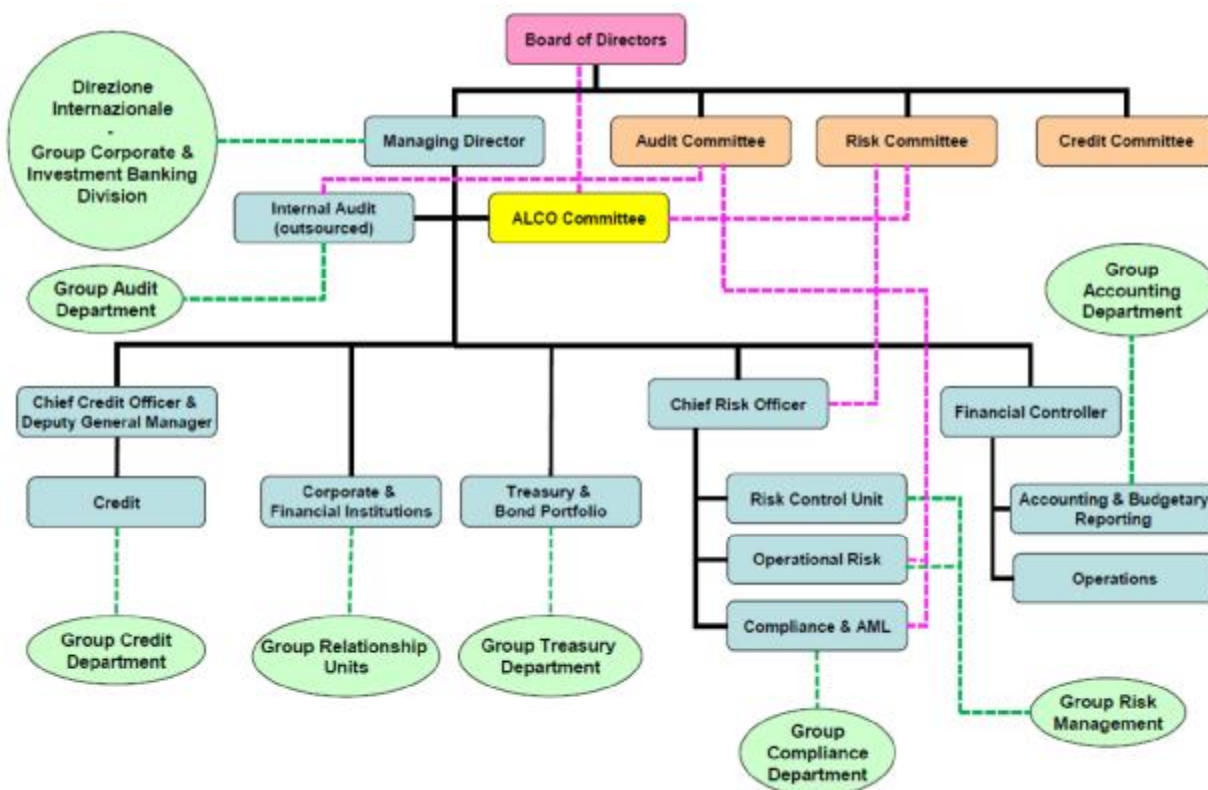 Board of Directors
Direzione
Internazionale
-
Group Corporate &
Investment Banking
Division
Managing Director
Audit Committee
Risk Committee
Credit Committee
Internal Audit
(outsourced)
ALCO Committee
Group Audit
Department
Group
Accounting
Department
Chief Credit Officer &
Deputy General Manager
Chief Risk Officer
Financial Controller
Credit
Corporate &
Financial Institutions
Treasury &
Bond Portfolio
Risk Control Unit
Accounting & Budgetary
Reporting
Operational Risk
Operations
Compliance & AML
Group Credit
Department
Group Relationship
Units
Group Treasury
Department
Group Risk
Management
Group
Compliance
Department